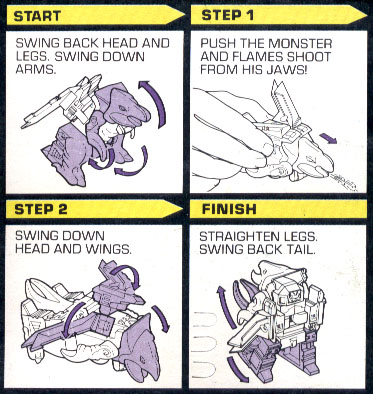 START
SWING BACK HEAD AND
LEGS. SWING DOWN
ARMS.
STEP 1
PUSH THE MONSTER
AND FLAMES SHOOT
FROM HIS JAWS!
STEP 2
SWING DOWN
HEAD AND WINGS.
FINISH
STRAIGHTEN LEGS.
SWING BACK TAIL.